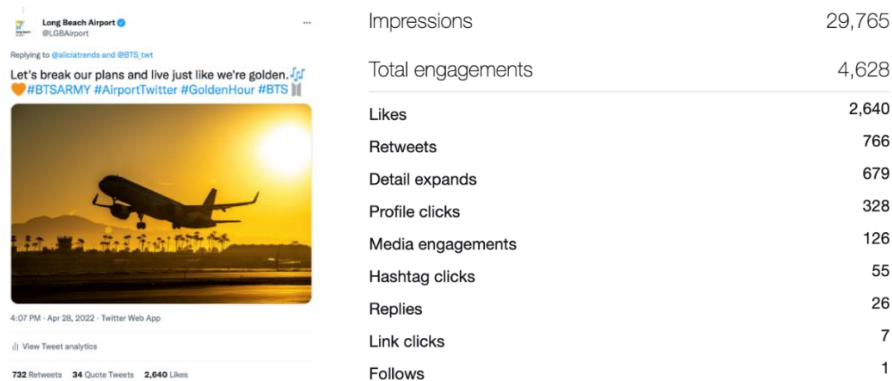 Long Beach Airport
@LGBAirport
Replying to @aliciatrends and @BTS_twt
Let's break our plans and live just like we're golden.🎶
🧡#BTSARMY #AirportTwitter #GoldenHour #BTS
4:07 PM · Apr 28, 2022 · Twitter Web App
View Tweet analytics
732 Retweets 34 Quote Tweets 2,640 Likes
Impressions 29,765
Total engagements 4,628
Likes 2,640
Retweets 766
Detail expands 679
Profile clicks 328
Media engagements 126
Hashtag clicks 55
Replies 26
Link clicks 7
Follows 1